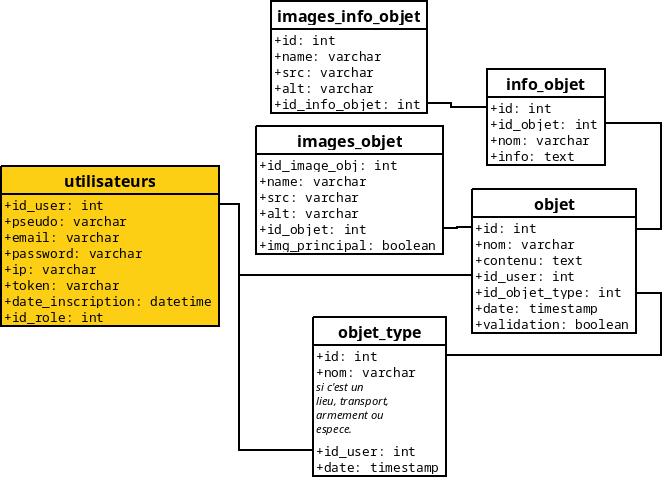 images_info_objet
+id: int
+name: varchar
+src: varchar
+alt: varchar
+id_info_objet: int
info_objet
+id: int
+id_objet: int
+nom: varchar
+info: text
images_objet
+id_image_obj: int
+name: varchar
+src: varchar
+alt: varchar
+id_objet: int
+img_principal: boolean
utilisateurs
+id_user: int
+pseudo: varchar
+email: varchar
+password: varchar
+ip: varchar
+token: varchar
+date_inscription: datetime
+id_role: int
objet
+id: int
+nom: varchar
+contenu: text
+id_user: int
+id_objet_type: int
+date: timestamp
+validation: boolean
objet_type
+id: int
+nom: varchar
si c'est un
lieu, transport,
armement ou
espece.
+id_user: int
+date: timestamp